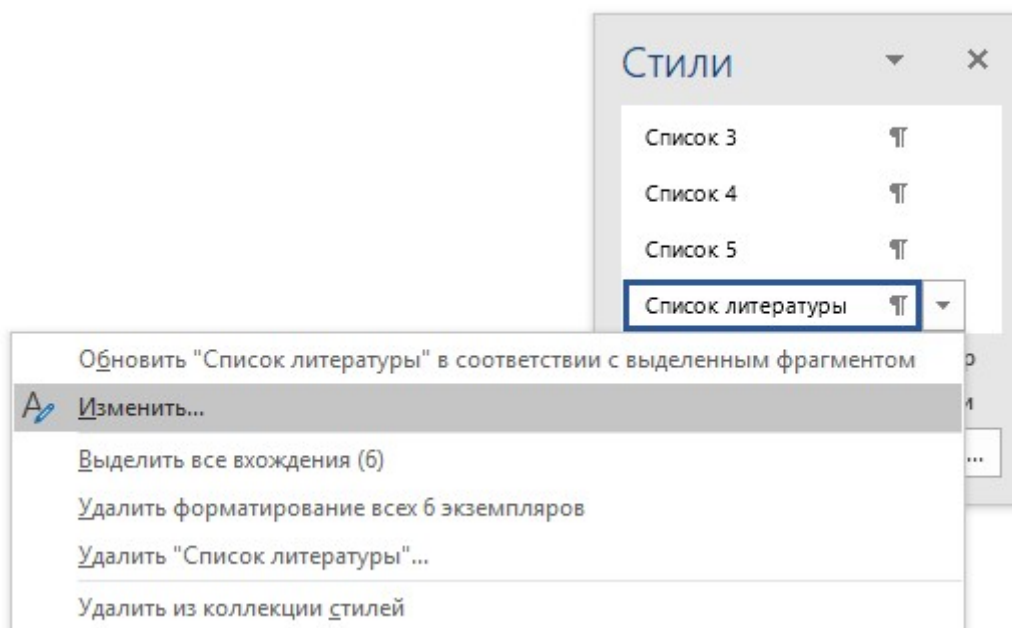 Стили
Список 3
Список 4
Список 5
Список литературы
Обновить "Список литературы" в соответствии с выделенным фрагментом
Изменить...
Выделить все вхождения (6)
Удалить форматирование всех 6 экземпляров
Удалить "Список литературы"...
Удалить из коллекции стилей